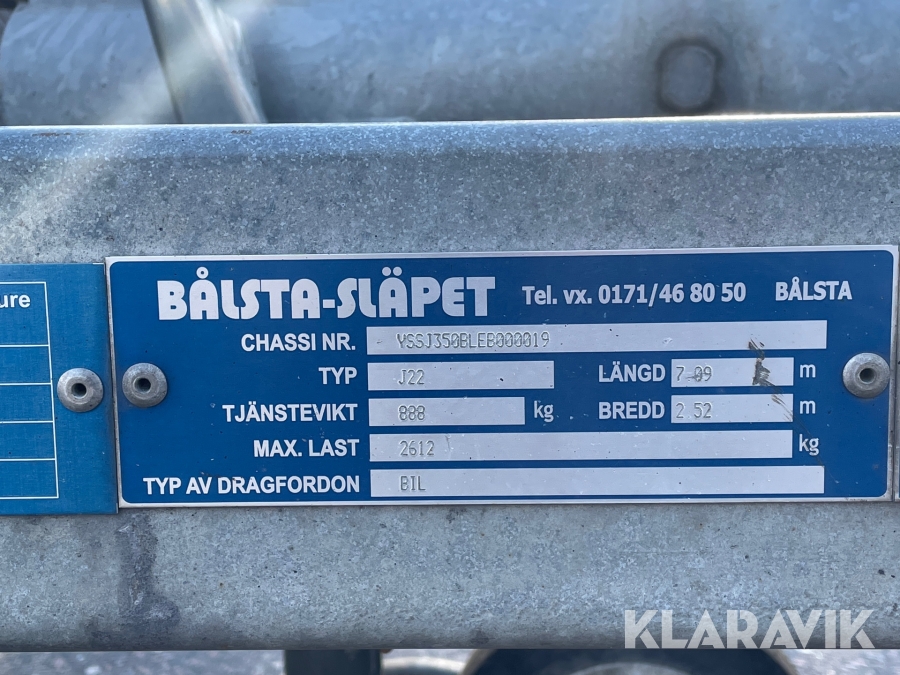 ure
BÅLSTA-SLÄPET Tel. vx. 0171/46 80 50 BÅLSTA
CHASSI NR. YSSJ350BLEB000019
TYP J22 LÄNGD 7 09 m
TJÄNSTEVIKT 888 kg BREDD 2 52 m
MAX. LAST 2612 kg
TYP AV DRAGFORDON BIL
KLARAVIK